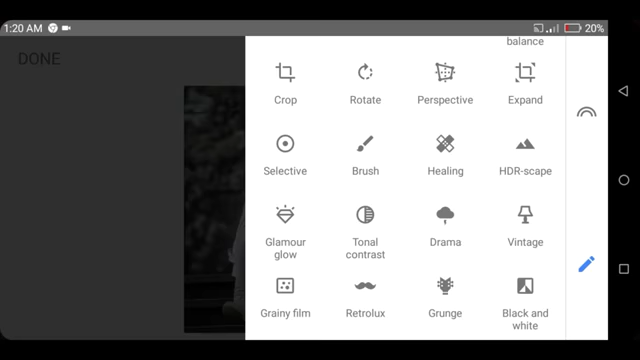 1:20 AM
20%
DONE
balance
Crop
Rotate
Perspective
Expand
Selective
Brush
Healing
HDR-scape
Glamour
glow
Tonal
contrast
Drama
Vintage
Grainy film
Retrolux
Grunge
Black and
white